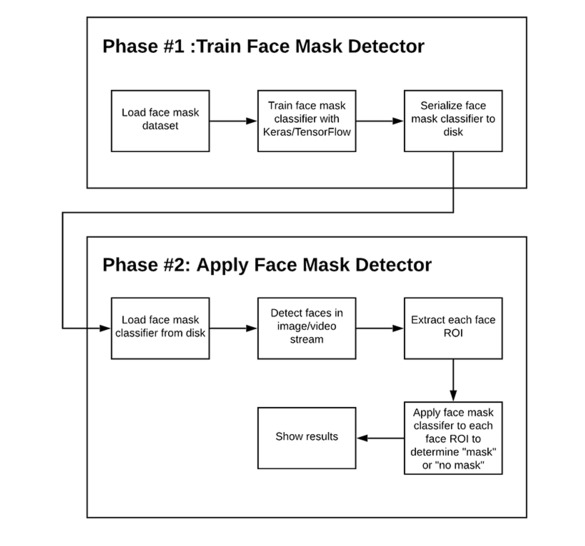 Phase #1 :Train Face Mask Detector
Load face mask
dataset
Train face mask
classifier with
Keras/TensorFlow
Serialize face
mask classifier to
disk
Phase #2: Apply Face Mask Detector
Load face mask
classifier from disk
Detect faces in
image/video
stream
Extract each face
ROI
Apply face mask
classifer to each
face ROI to
determine "mask"
or "no mask"
Show results